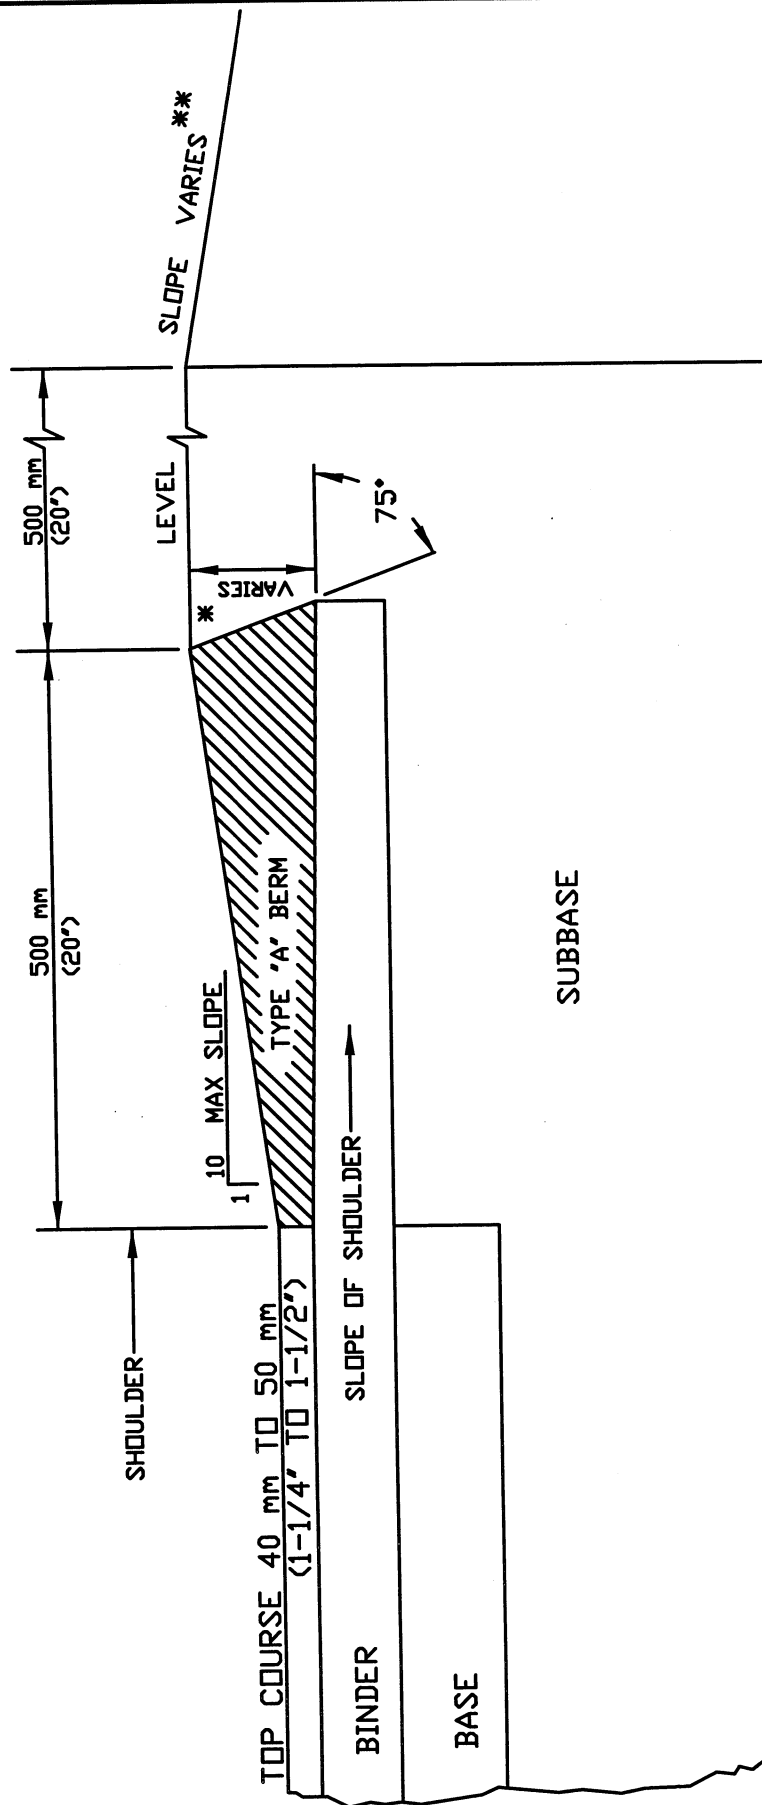 500 mm
(20")
500 mm
(20")
SHOULDER
10 MAX SLOPE
1
LEVEL
SLOPE VARIES**
*
VARIES
75°
TOP COURSE 40 mm TO 50 mm
(1-1/4" TO 1-1/2")
TYPE "A" BERM
SLOPE OF SHOULDER
BINDER
BASE
SUBBASE